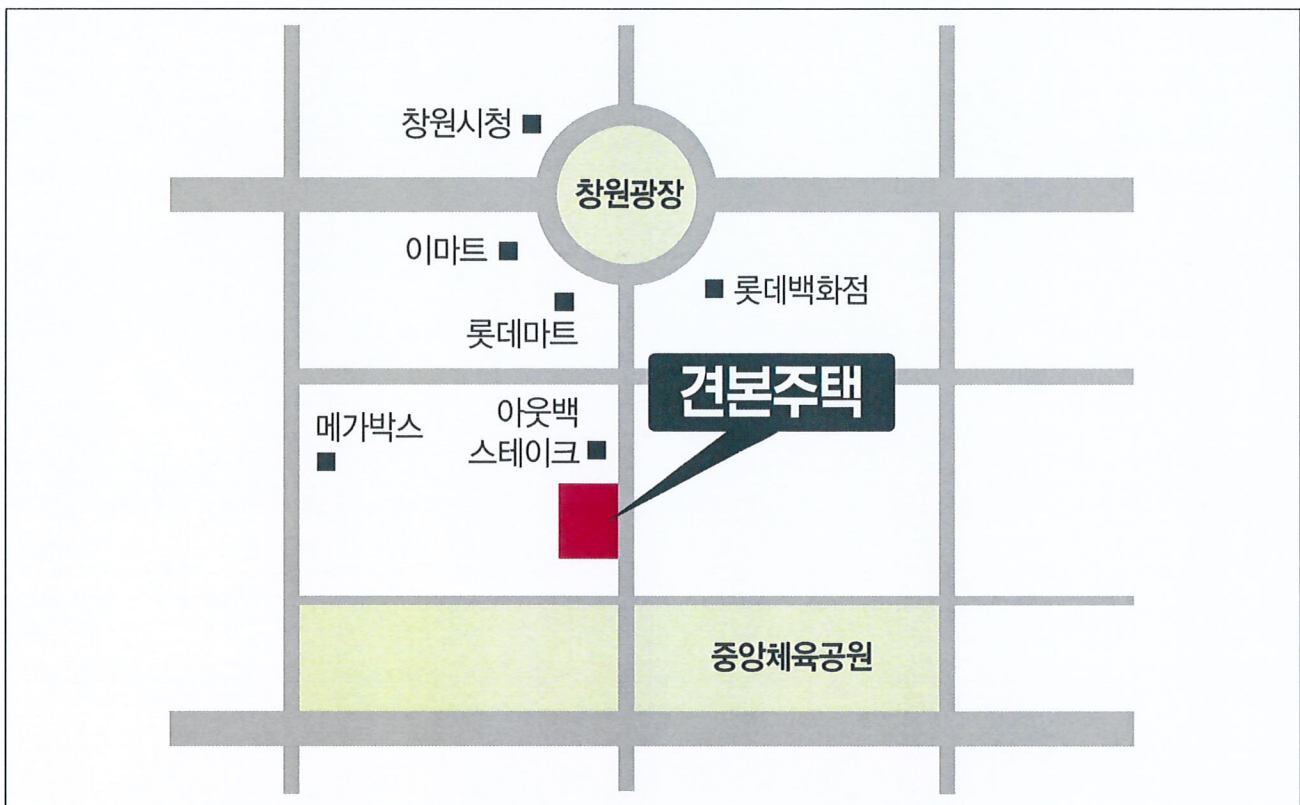 창원시청
창원광장
이마트
롯데백화점
롯데마트
견본주택
아웃백
스테이크
메가박스
중앙체육공원